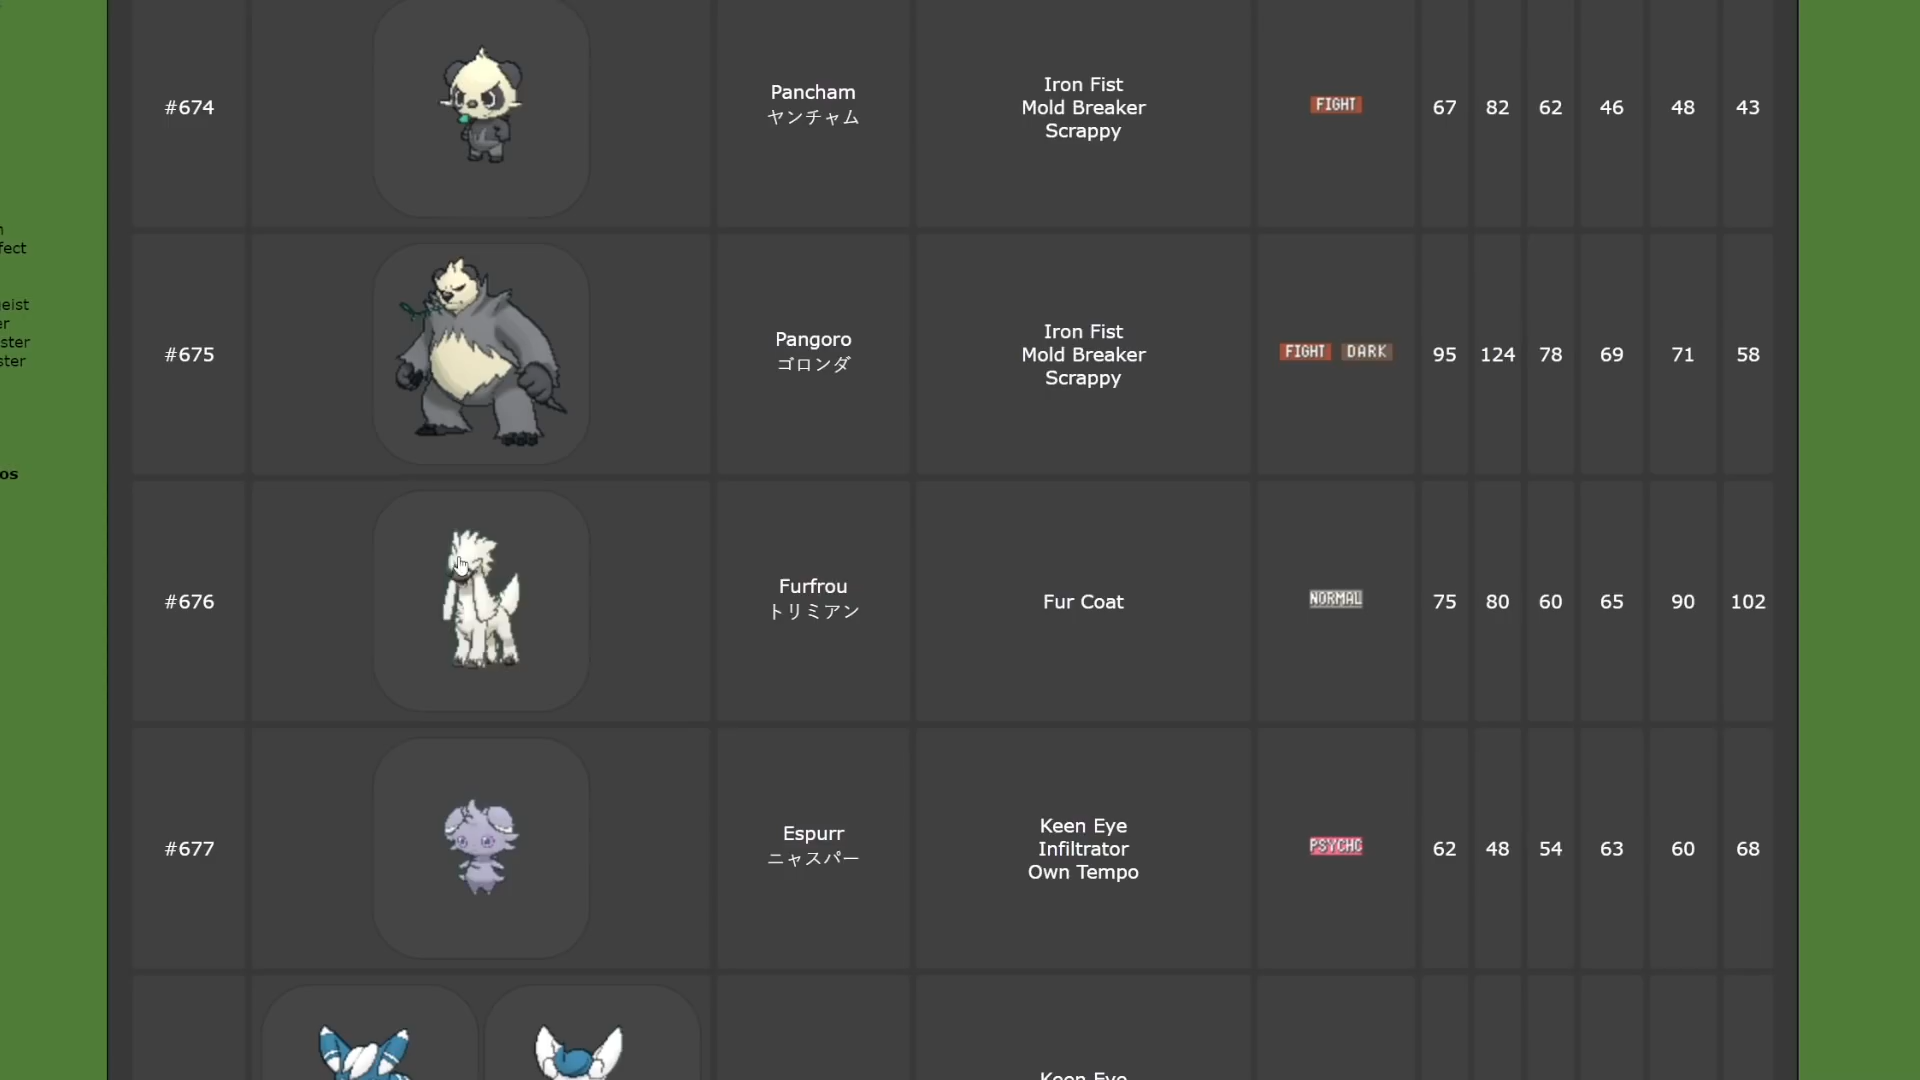 #674
Pancham
ヤンチャム
Iron Fist
Mold Breaker
Scrappy
FIGHT
67 82 62 46 48 43
#675
Pangoro
ゴロンダ
Iron Fist
Mold Breaker
Scrappy
FIGHT DARK
95 124 78 69 71 58
#676
Furfrou
トリミアン
Fur Coat
NORMAL
75 80 60 65 90 102
#677
Espurr
ニャスパー
Keen Eye
Infiltrator
Own Tempo
PSYCHC
62 48 54 63 60 68
Keen Eye